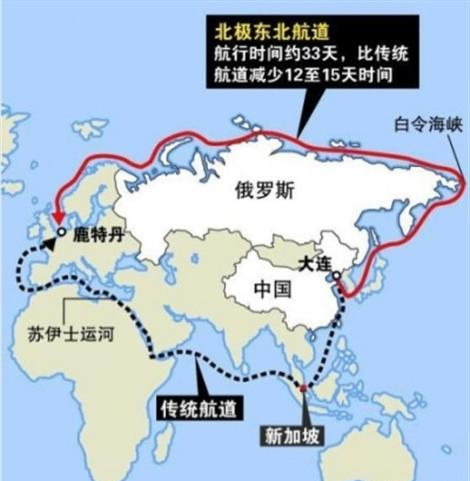 北极东北航道
航行时间约33天，比传统
航道减少12至15天时间
白令海峡
俄罗斯
鹿特丹
大连
中国
苏伊士运河
传统航道
新加坡